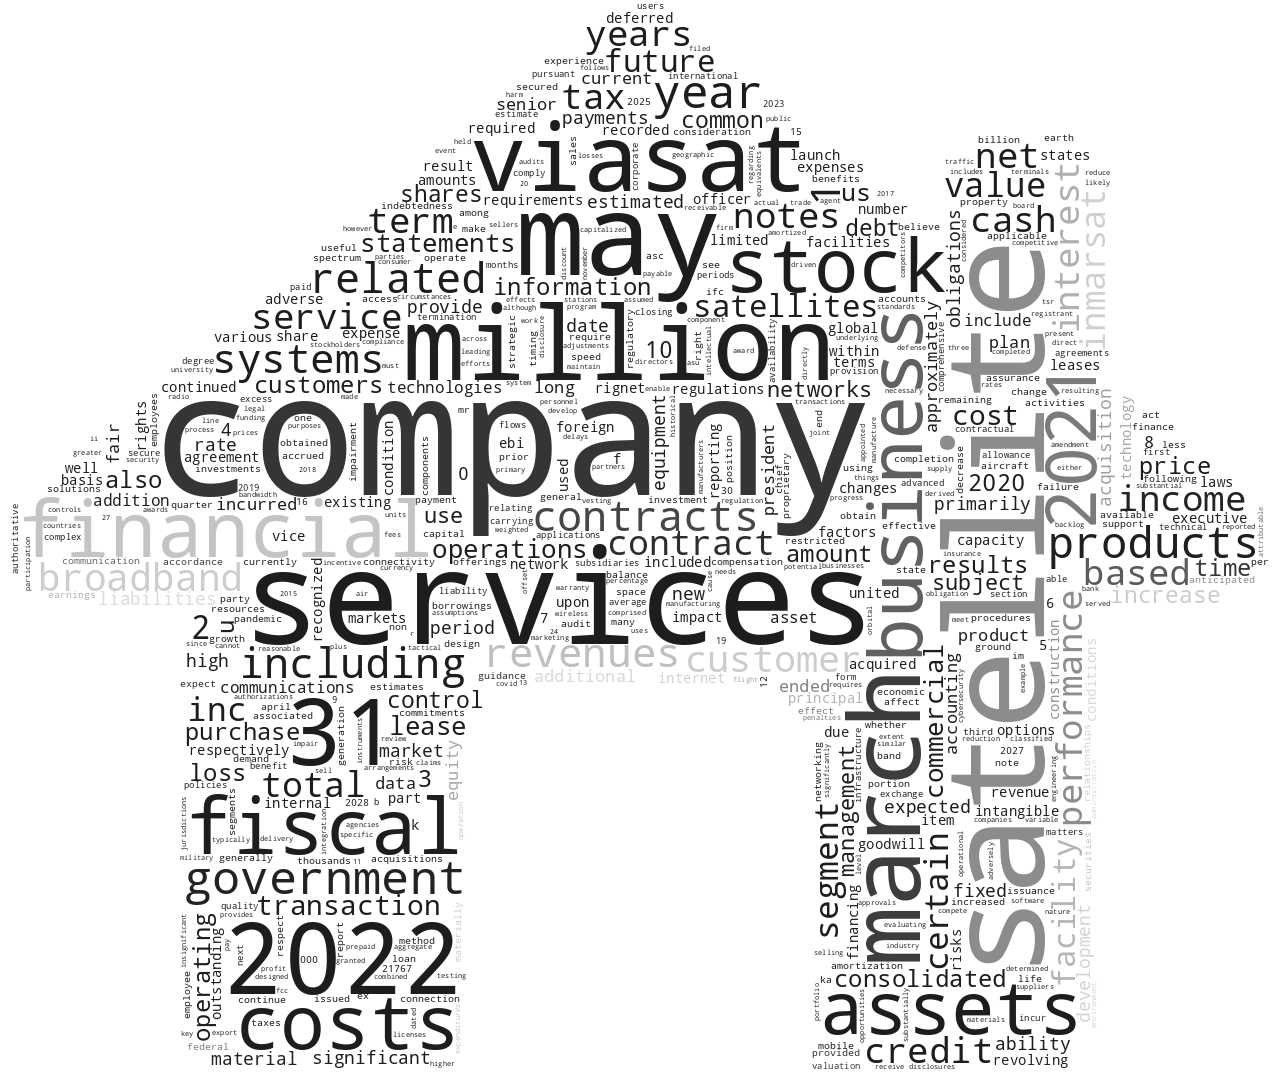 users
deferred
years
filed
experience
future
follows
pursuant
current
international
secured
year
harm
senior
tax
2025
2023
estimate
payments
common
public
required
recorded
consideration
15
held
viasat
event
audits
losses
sales
corporate
geographic
regarding
equivalents
launch
result
comply
expenses
amounts
20
benefits
shares
requirements
estimated
officer
us
1
2017
indebtedness
receivable
actual
trade
agent
term
among
may
notes
number
however
e
make
sellers
capitalized
firm
amortized
debt
believe
statements
limited
facilities
competitors
useful
parties
operate
discount
november
asc
see
stock
spectrum
consumer
months
payable
periods
driven
related
information
ifc
paid
circumstances
effects
stations
assumed
satellites
accounts
adverse
access
provide
although
program
closing
component
standards
service
termination
million
strategic
work
date
regulatory
right
intellectual
global
various
share
expense
across
timing
disclosure
require
availability
underlying
stockholders
compliance
leading
adjustments
10
directors
asu
award
directly
within
defense
systems
must
efforts
speed
maintain
terms
degree
provision
university
customers
technologies
system
long
rignet
enable
regulations
networks
necessary
continued
radio
made
personnel
transactions
excess
company
mr
develop
historical
end
joint
appointed
manufacture
rights
employees
legal
funding
line
one
process
4
prices
purposes
flows
foreign
equipment
ii
fair
secure
rate
obtained
impairment
condition
components
ebi
delays
manufacturers
reporting
position
president
proprietary
completion
greater
security
agreement
accrued
prior
f
supply
well
investments
2018
0
primary
partners
used
using
things
basis
also
2019
bandwidth
general
vesting
30
changes
advanced
solutions
addition
quarter
incurred
16
existing
payment
investment
regulation
progress
derived
controls
awards
units
use
relating
contracts
obtain
27
financial
carrying
applications
factors
effective
authoritative
countries
complex
vice
fees
capital
weighted
contract
restricted
participation
communication
accordance
currently
connectivity
operations
offerings
network
subsidiaries
included
compensation
amount
potential
businesses
state
broadband
recognized
incentive
currency
offset
balance
cause
needs
earnings
liabilities
party
2015
air
services
liability
warranty
percentage
space
new
manufacturing
united
resources
borrowings
upon
average
pandemic
markets
assumptions
wireless
comprised
impact
asset
orbital
2
n
non
r
period
7
audit
many
since
growth
cannot
24
marketing
uses
19
reasonable
plus
tactical
design
revenues
customer
acquired
high
including
guidance
additional
internet
flight
12
ended
form
requires
expect
communications
estimates
covid
13
principal
economic
affect
authorizations
9
control
effect
penalties
april
associated
31
commitments
whether
inc
generation
instruments
lease
due
extent
similar
purchase
impair
review
market
networking
significantly
band
respectively
demand
risk
claims
equity
management
infrastructure
benefit
sell
arrangements
portion
loss
total
data
3
exchange
policies
internal
2028
b
part
expected
item
segments
fiscal
agencies
specific
k
operation
segment
jurisdictions
typically
delivery
integration
goodwill
military
generally
thousands
11
acquisitions
level
government
financing
approvals
quality
transaction
provides
evaluating
respect
materially
selling
industry
insignificant
operating
pay
next
2022
report
method
amortization
employee
outstanding
000
prepaid
aggregate
ka
consolidated
profit
granted
loan
portfolio
designed
fcc
21767
combined
testing
opportunities
substantially
continue
issued
ex
connection
assets
key
export
taxes
costs
dated
licenses
expenditures
materials
incur
federal
mobile
credit
ability
material
significant
higher
provided
revolving
valuation
receive
disclosures
billion
earth
traffic
net
states
includes
terminals
reduce
value
likely
property
board
cash
interest
obligations
considered
applicable
competitive
inmarsat
tsr
registrant
include
approximately
comprehensive
three
plan
present
direct
completed
agreements
business
assurance
leases
rates
change
resulting
remaining
activities
cost
acquisition
technology
act
contractual
amendment
finance
allowance
8
less
aircraft
either
first
decrease
2020
price
following
laws
primarily
failure
2021
income
available
executive
backlog
support
technical
reported
capacity
products
attributable
insurance
per
results
based
time
subject
able
bank
anticipated
obligation
section
served
increase
6
meet
procedures
product
5
ground
im
performance
march
commercial
accounting
cybersecurity
example
satellite
construction
conditions
third
options
reduction
classified
2027
note
engineering
relationships
administrative
revenue
intangible
companies
variable
matters
certain
operational
adversely
facility
securities
fixed
issuance
increased
software
compete
nature
risks
determined
development
life
suppliers
environment
substantial